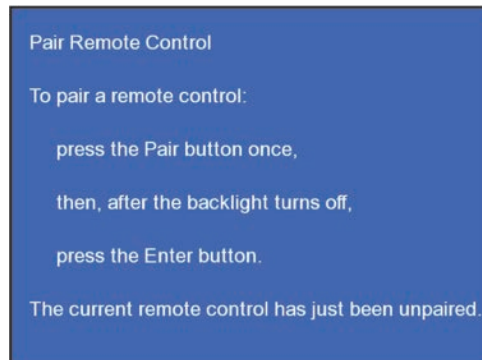 Pair Remote Control
To pair a remote control:
press the Pair button once,
then, after the backlight turns off,
press the Enter button.
The current remote control has just been unpaired.